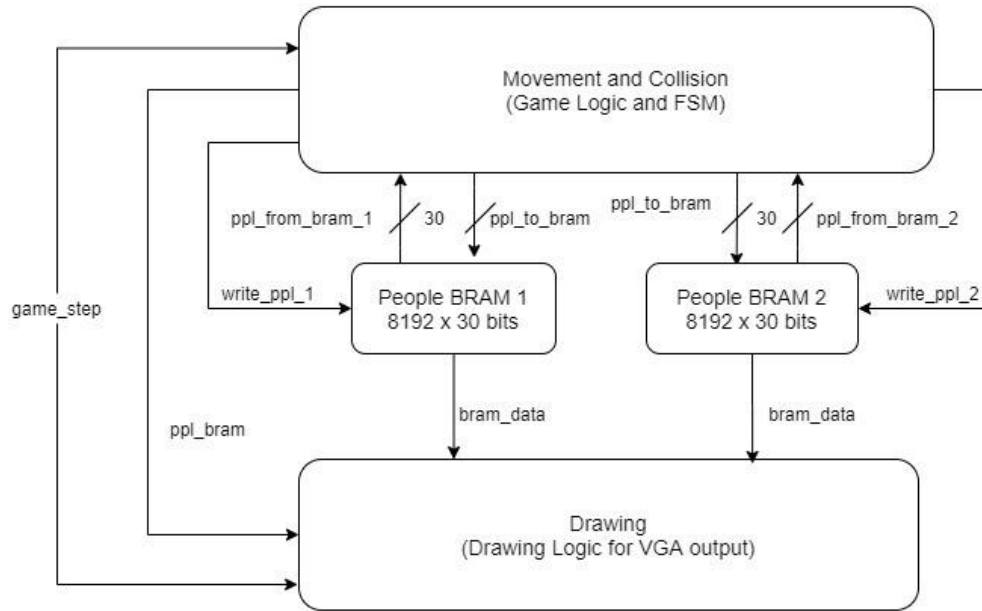 Movement and Collision
(Game Logic and FSM)
ppl_from_bram_1
30
ppl_to_bram
ppl_to_bram
30
ppl_from_bram_2
write_ppl_1
People BRAM 1
8192 x 30 bits
People BRAM 2
8192 x 30 bits
write_ppl_2
game_step
bram_data
bram_data
ppl_bram
Drawing
(Drawing Logic for VGA output)